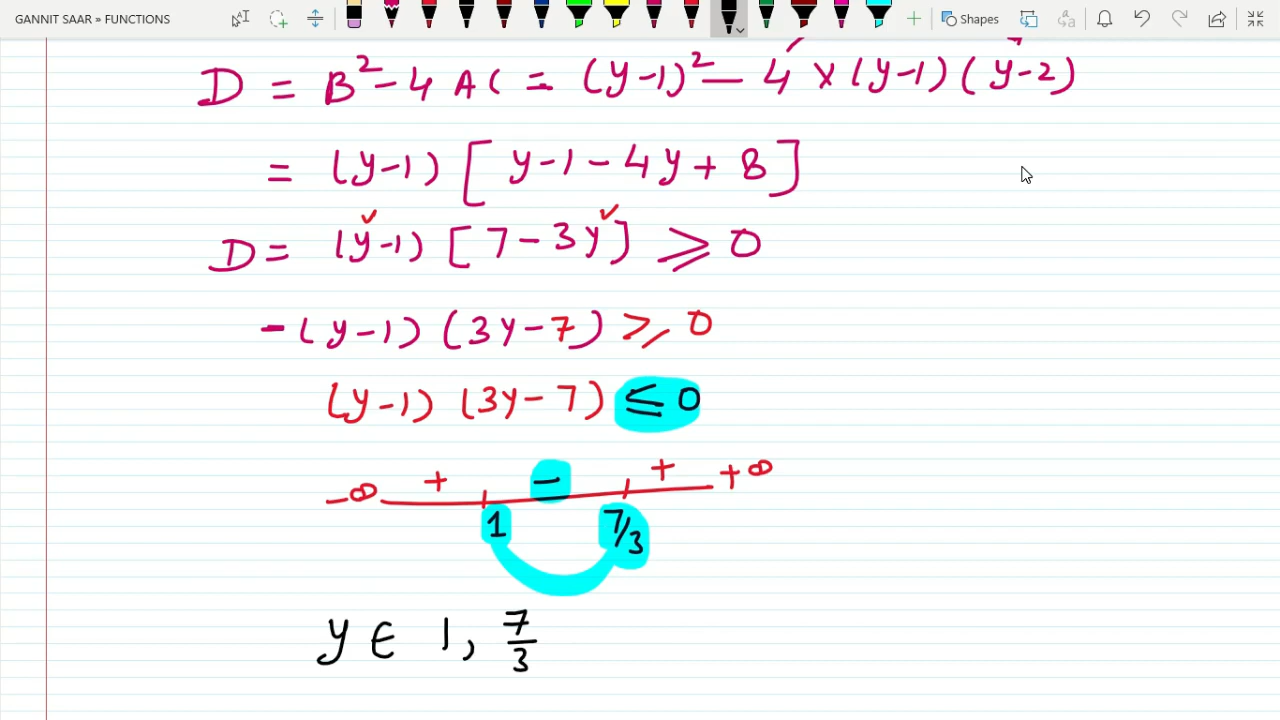 GANNIT SAAR » FUNCTIONS
Shapes
D = B² - 4AC = (y-1)² - 4 × (y-1)(y-2)
= (y-1) [y-1-4y+8]
D = (y-1) [7-3y] ≥ 0
-(y-1) (3y-7) ≥ 0
(y-1) (3y-7) ≤ 0
-∞ + - + +∞
1 7/3
y ∈ 1, 7/3